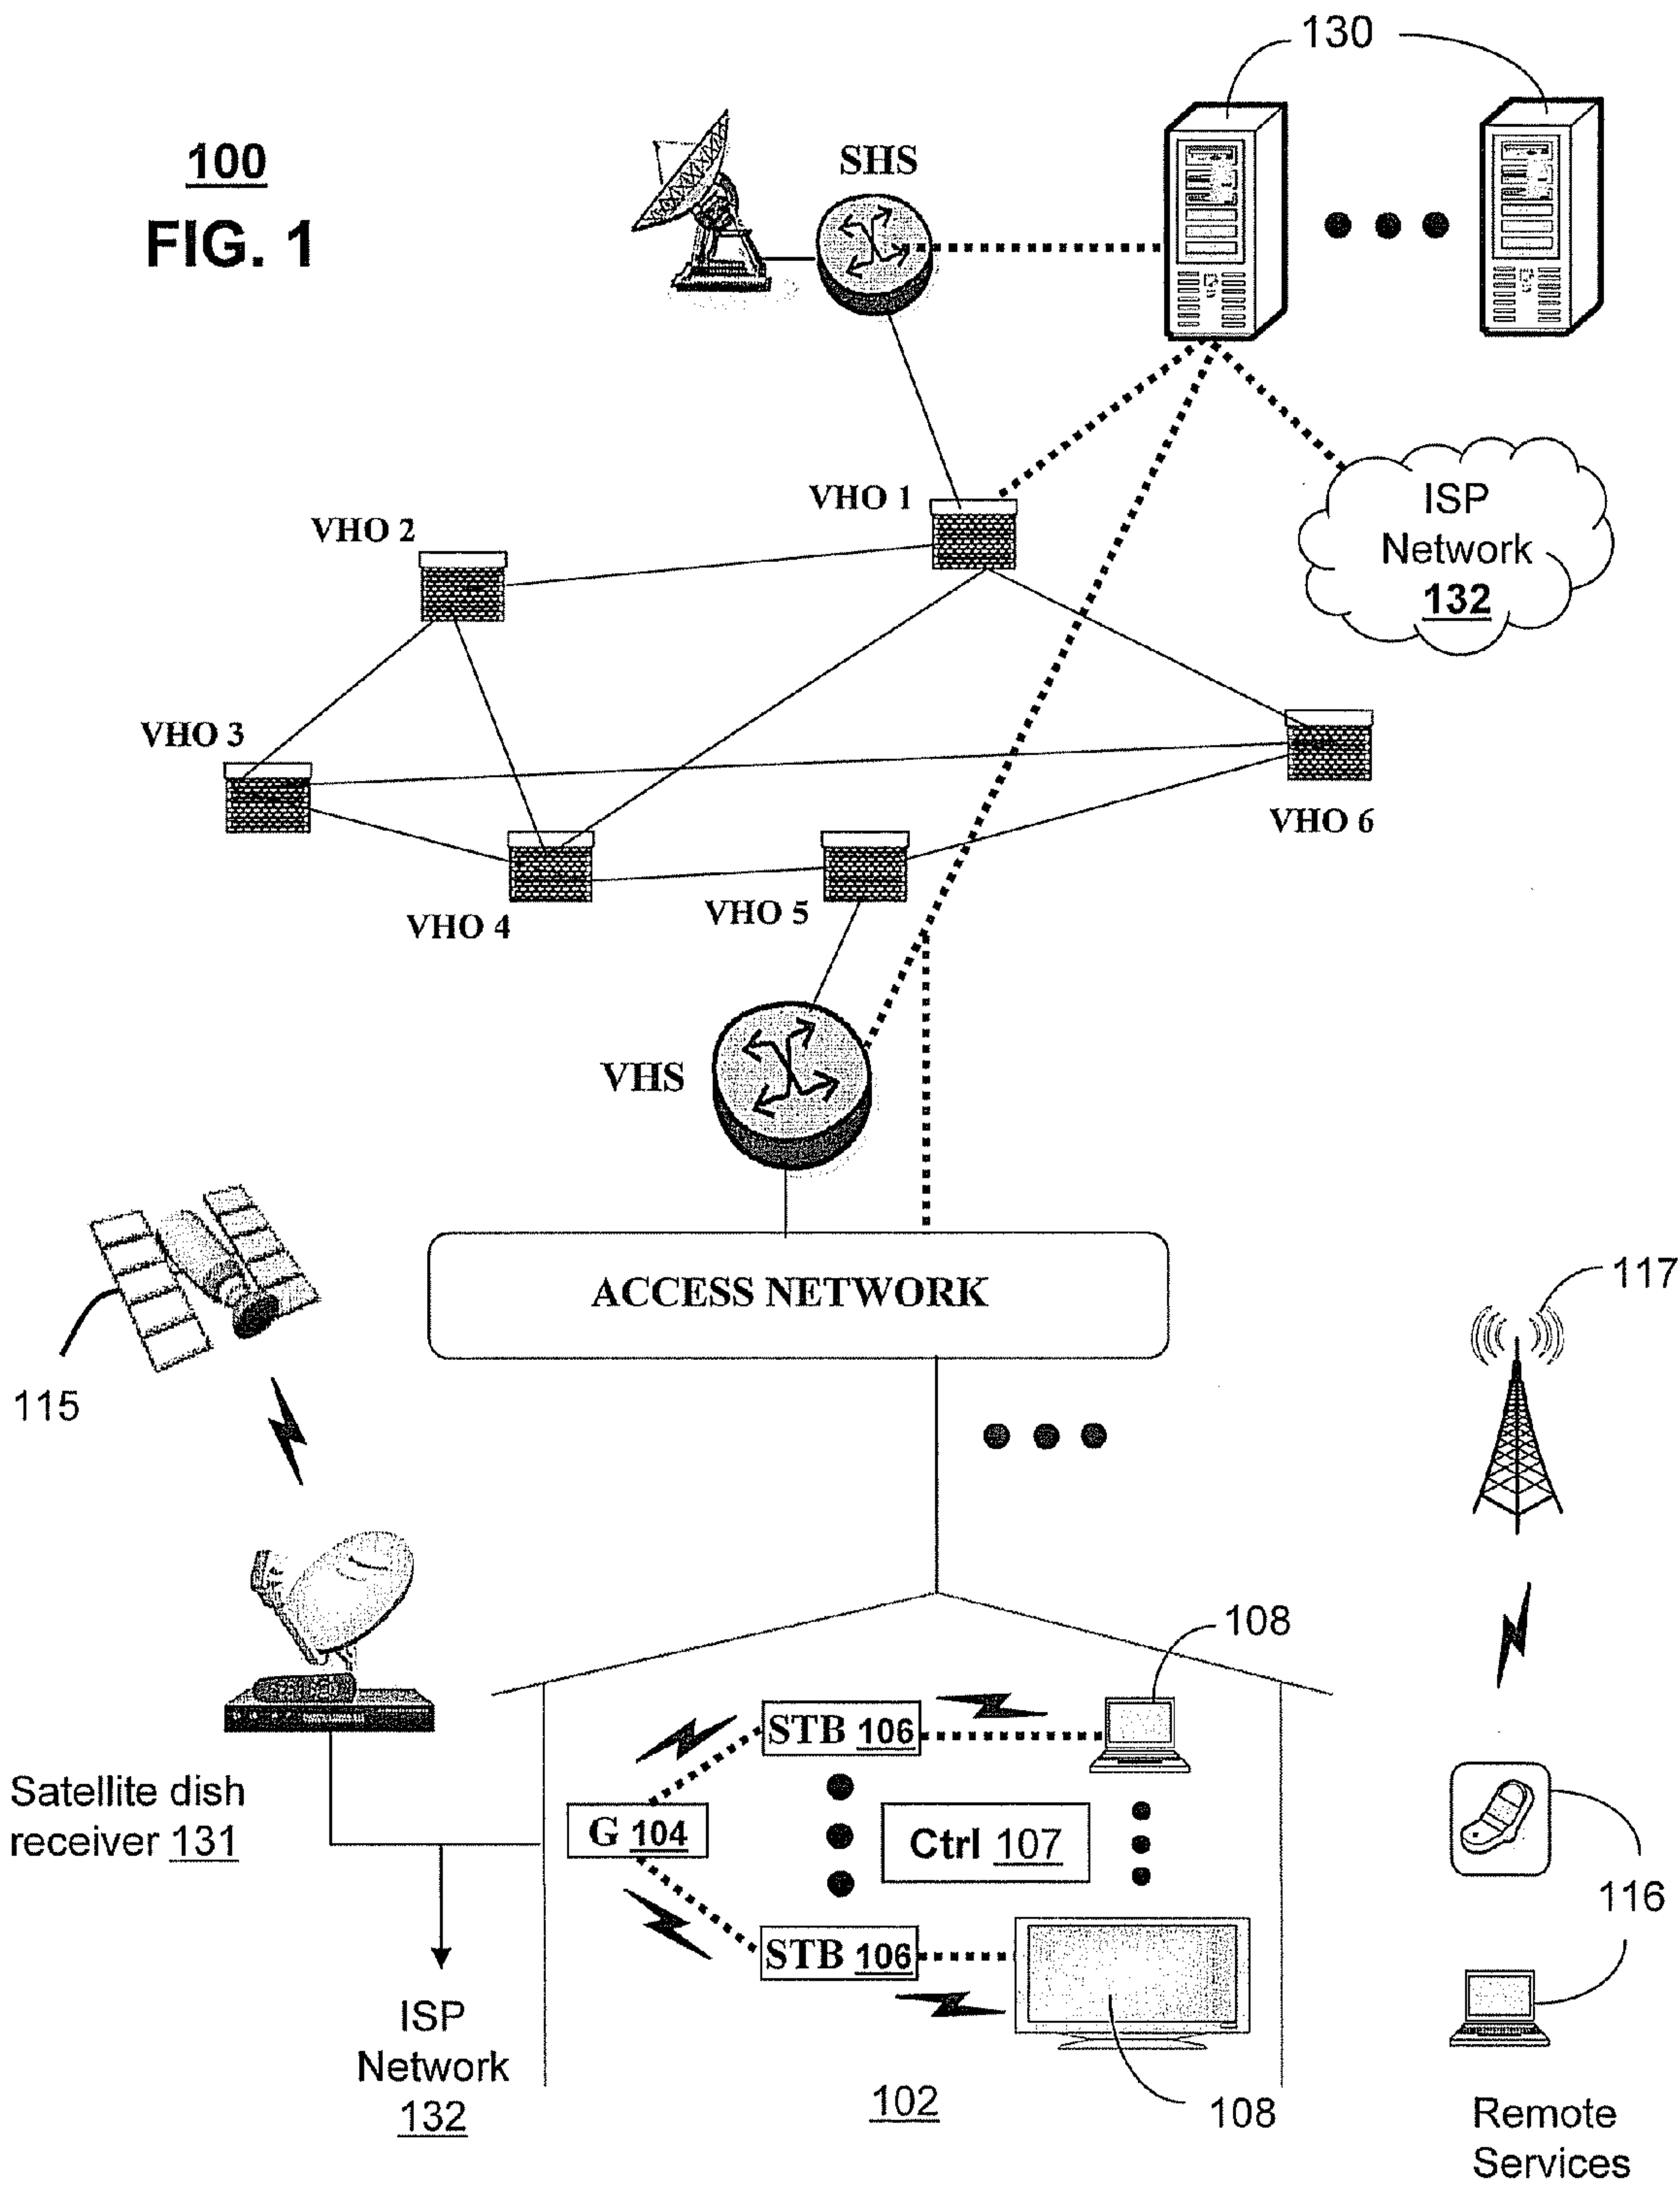 130
100
FIG. 1
SHS
ISP
Network
132
VHO 1
VHO 2
VHO 3
VHO 6
VHO 4
VHO 5
VHS
117
ACCESS NETWORK
115
108
STB 106
Satellite dish
receiver 131
G 104
Ctrl 107
116
STB 106
ISP
Network
132
102
108
Remote
Services